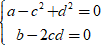 a − c² + d² = 0
b − 2cd = 0